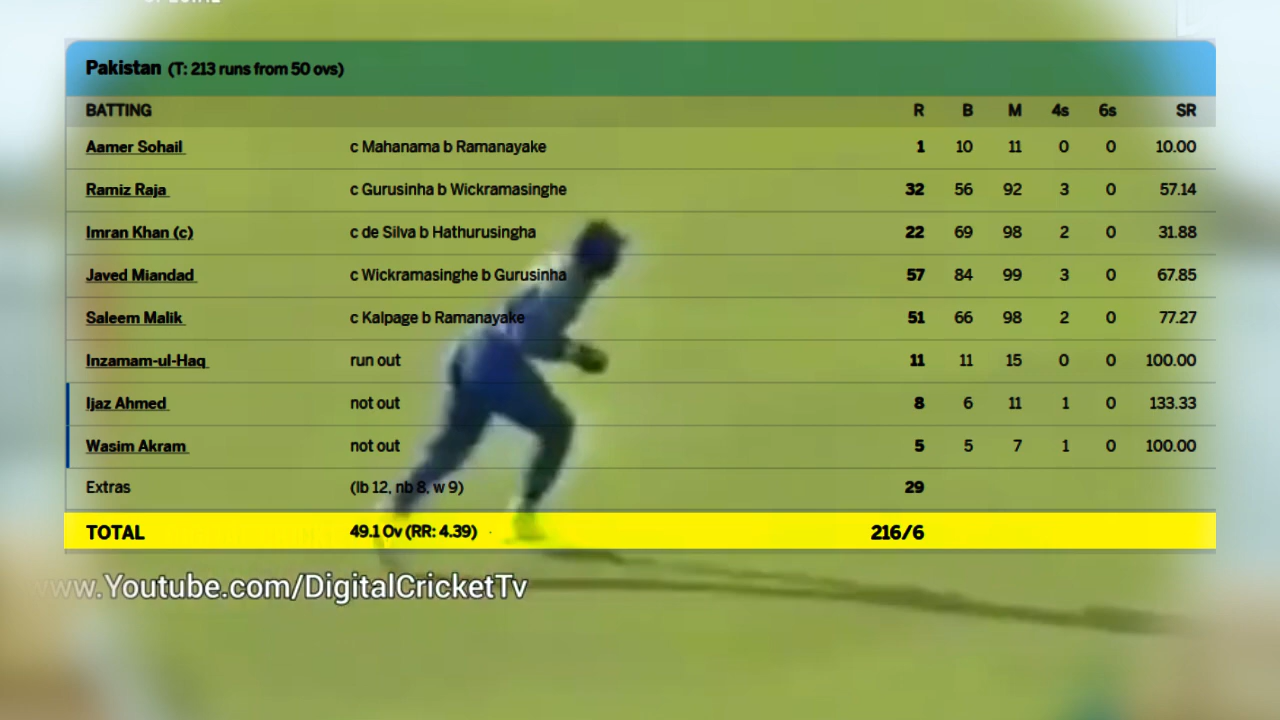 SPECIAL
Pakistan (T: 213 runs from 50 ovs)
BATTING R B M 4s 6s SR
Aamer Sohail c Mahanama b Ramanayake 1 10 11 0 0 10.00
Ramiz Raja c Gurusinha b Wickramasinghe 32 56 92 3 0 57.14
Imran Khan (c) c de Silva b Hathurusingha 22 69 98 2 0 31.88
Javed Miandad c Wickramasinghe b Gurusinha 57 84 99 3 0 67.85
Saleem Malik c Kalpage b Ramanayake 51 66 98 2 0 77.27
Inzamam-ul-Haq run out 11 11 15 0 0 100.00
Ijaz Ahmed not out 8 6 11 1 0 133.33
Wasim Akram not out 5 5 7 1 0 100.00
Extras (lb 12, nb 8, w 9) 29
TOTAL 49.1 Ov (RR: 4.39) 216/6
www.Youtube.com/DigitalCricketTv